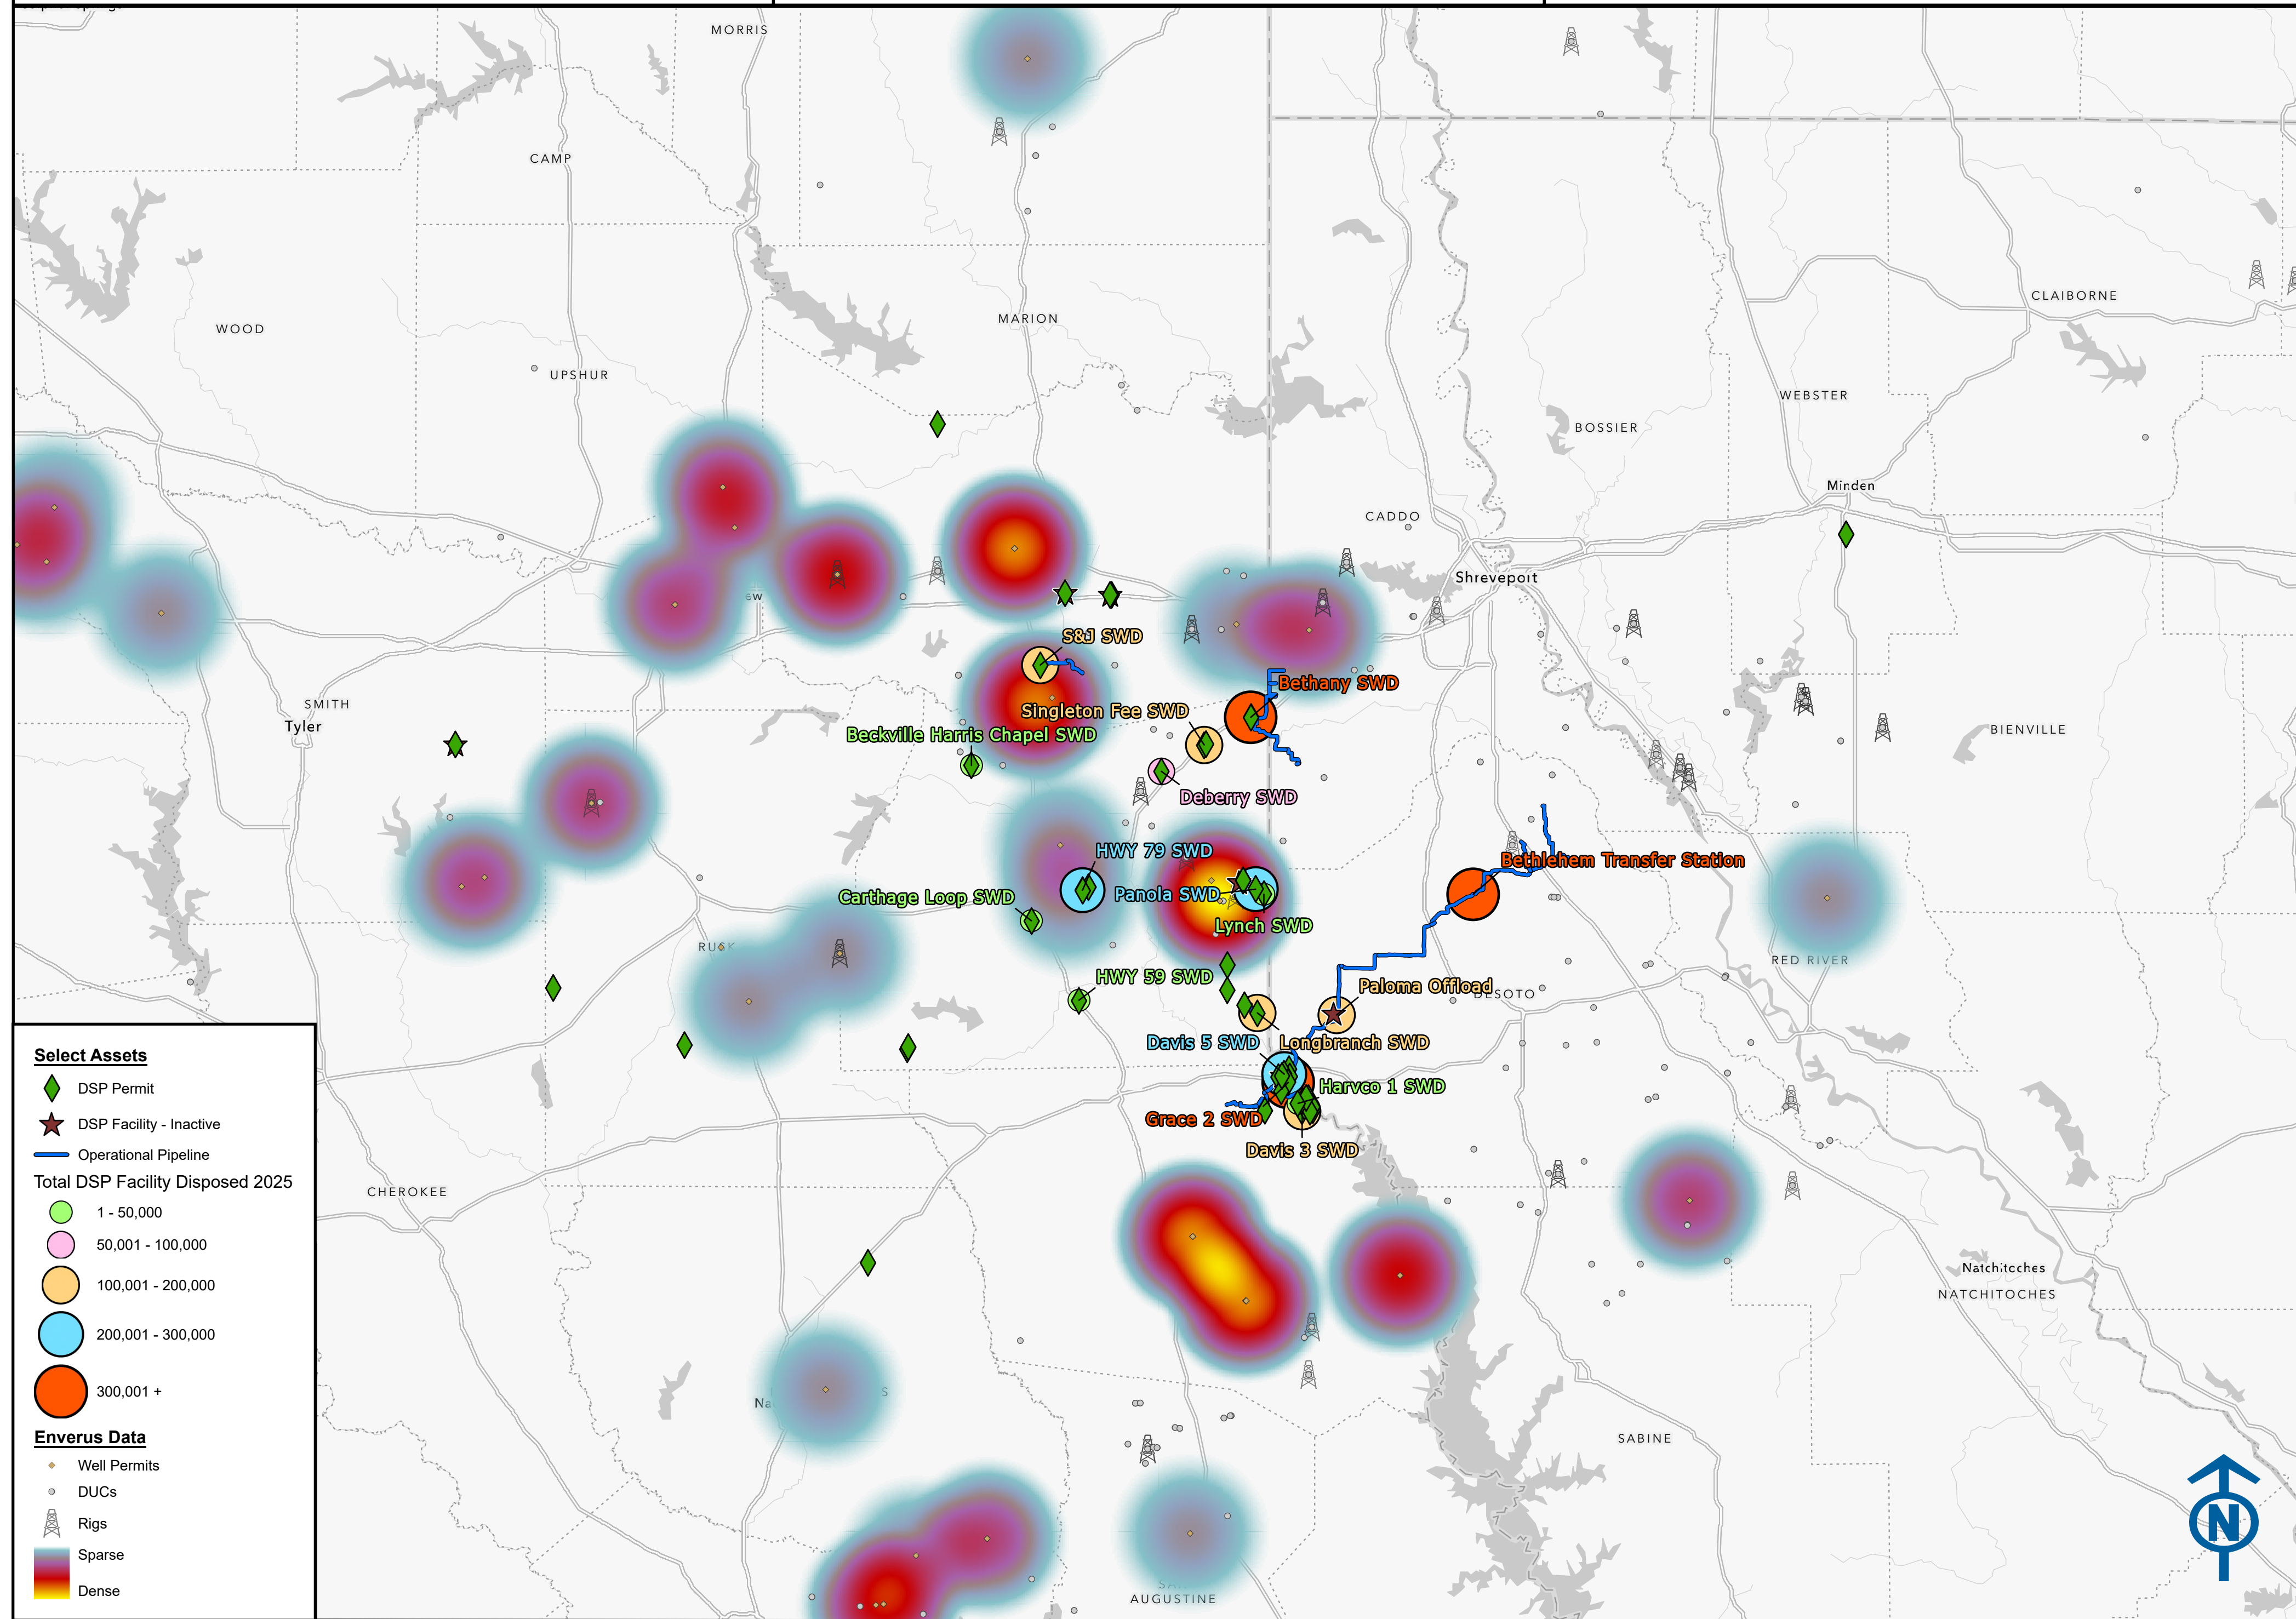 MORRIS
CAMP
MARION
WOOD
UPSHUR
CLAIBORNE
WEBSTER
BOSSIER
Minden
CADDO
Shreveport
S&J SWD
Bethany SWD
SMITH
Tyler
Singleton Fee SWD
Beckville Harris Chapel SWD
BIENVILLE
Deberry SWD
HWY 79 SWD
Bethlehem Transfer Station
Carthage Loop SWD
Panola SWD
Lynch SWD
RUSK
RED RIVER
HWY 59 SWD
Paloma Offload
DESOTO
Davis 5 SWD
Longbranch SWD
Harvco 1 SWD
Grace 2 SWD
Davis 3 SWD
CHEROKEE
Natchitoches
NATCHITOCHES
SABINE
AUGUSTINE
Select Assets
DSP Permit
DSP Facility - Inactive
Operational Pipeline
Total DSP Facility Disposed 2025
1 - 50,000
50,001 - 100,000
100,001 - 200,000
200,001 - 300,000
300,001 +
Enverus Data
Well Permits
DUCs
Rigs
Sparse
Dense
N